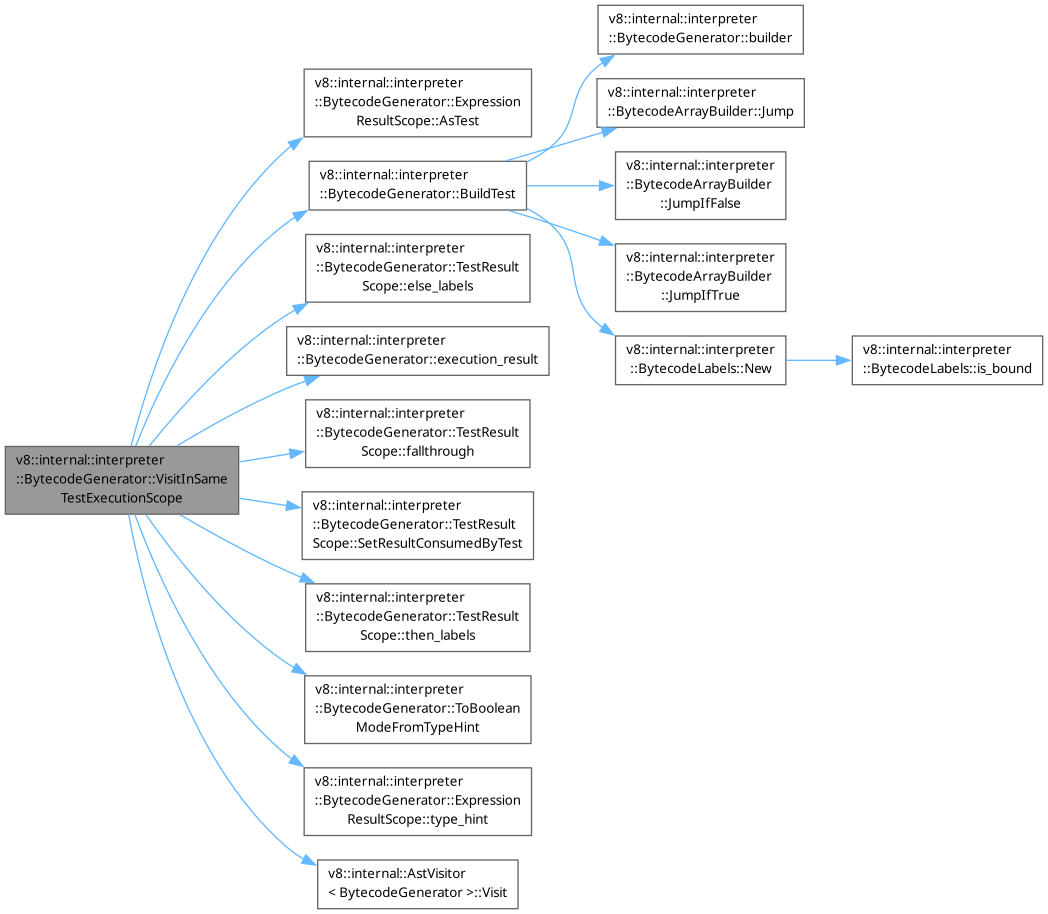 v8::internal::interpreter
::BytecodeGenerator::VisitInSame
TestExecutionScope
v8::internal::interpreter
::BytecodeGenerator::Expression
ResultScope::AsTest
v8::internal::interpreter
::BytecodeGenerator::BuildTest
v8::internal::interpreter
::BytecodeGenerator::TestResult
Scope::else_labels
v8::internal::interpreter
::BytecodeGenerator::execution_result
v8::internal::interpreter
::BytecodeGenerator::TestResult
Scope::fallthrough
v8::internal::interpreter
::BytecodeGenerator::TestResult
Scope::SetResultConsumedByTest
v8::internal::interpreter
::BytecodeGenerator::TestResult
Scope::then_labels
v8::internal::interpreter
::BytecodeGenerator::ToBoolean
ModeFromTypeHint
v8::internal::interpreter
::BytecodeGenerator::Expression
ResultScope::type_hint
v8::internal::AstVisitor
< BytecodeGenerator >::Visit
v8::internal::interpreter
::BytecodeGenerator::builder
v8::internal::interpreter
::BytecodeArrayBuilder::Jump
v8::internal::interpreter
::BytecodeArrayBuilder
::JumpIfFalse
v8::internal::interpreter
::BytecodeArrayBuilder
::JumpIfTrue
v8::internal::interpreter
::BytecodeLabels::New
v8::internal::interpreter
::BytecodeLabels::is_bound